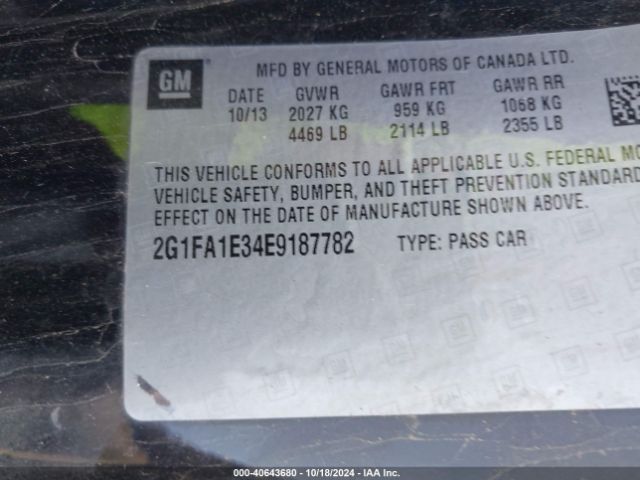 GM
MFD BY GENERAL MOTORS OF CANADA LTD.
DATE GVWR GAWR FRT GAWR RR
10/13 2027 KG 959 KG 1068 KG
4469 LB 2114 LB 2355 LB
THIS VEHICLE CONFORMS TO ALL APPLICABLE U.S. FEDERAL MO
VEHICLE SAFETY, BUMPER, AND THEFT PREVENTION STANDARD
EFFECT ON THE DATE OF MANUFACTURE SHOWN ABOVE.
2G1FA1E34E9187782 TYPE: PASS CAR
000-40643680 | 10/18/2024 - IAA Inc.